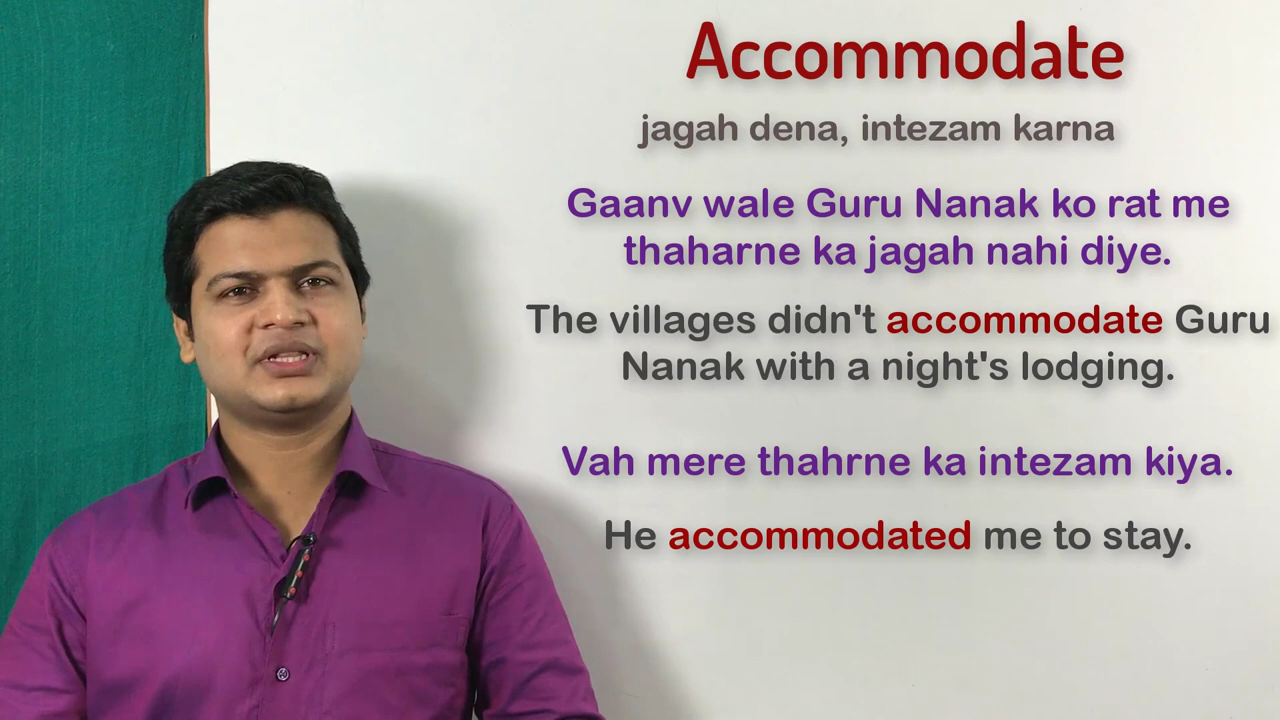 Accommodate
jagah dena, intezam karna
Gaanv wale Guru Nanak ko rat me
thaharne ka jagah nahi diye.
The villages didn't accommodate Guru
Nanak with a night's lodging.
Vah mere thahrne ka intezam kiya.
He accommodated me to stay.